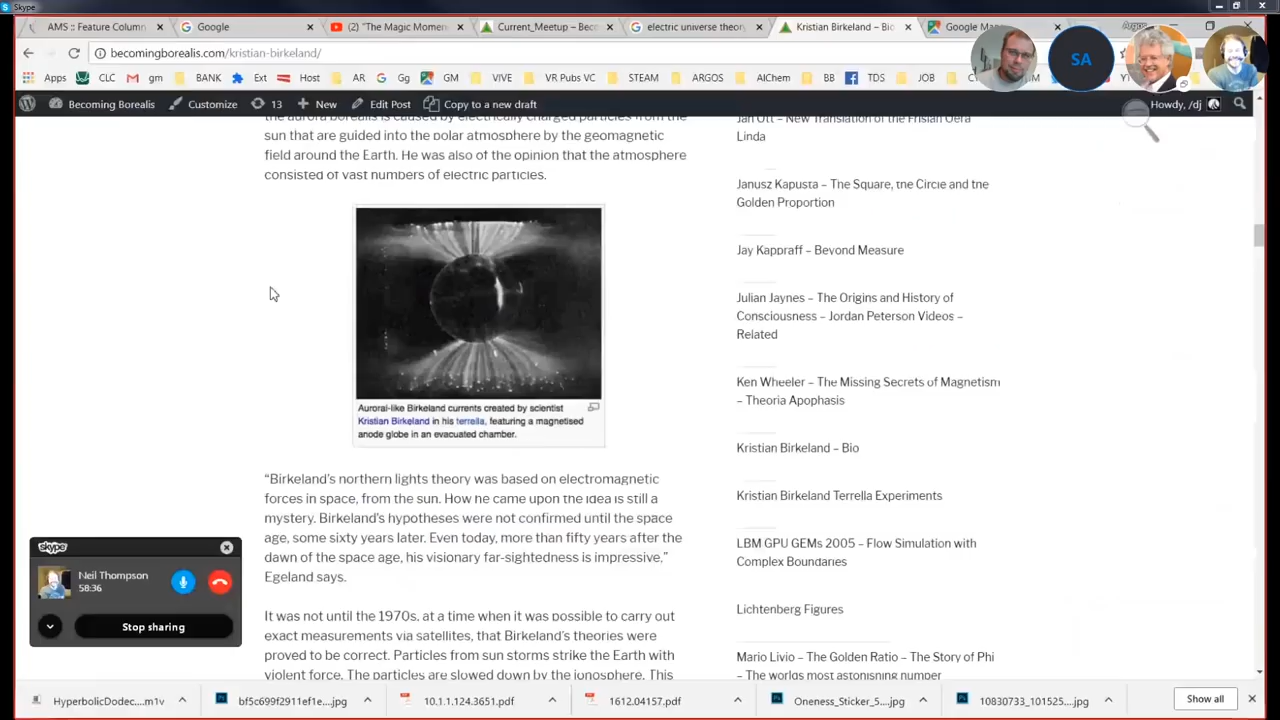 Skype
AMS :: Feature Column
Google
(2) "The Magic Momen
Current_Meetup – Beco
electric universe theory
Kristian Birkeland – Bio
Google Ma
becomingborealis.com/kristian-birkeland/
Apps
CLC
gm
BANK
Ext
Host
AR
Gg
GM
VIVE
VR Pubs VC
STEAM
ARGOS
AlChem
BB
TDS
JOB
SA
Becoming Borealis
Customize
13
New
Edit Post
Copy to a new draft
Howdy, /dj
the aurora borealis is caused by electrically charged particles from the
sun that are guided into the polar atmosphere by the geomagnetic
field around the Earth. He was also of the opinion that the atmosphere
consisted of vast numbers of electric particles.
Auroral-like Birkeland currents created by scientist
Kristian Birkeland in his terrella, featuring a magnetised
anode globe in an evacuated chamber.
“Birkeland’s northern lights theory was based on electromagnetic
forces in space, from the sun. How he came upon the idea is still a
mystery. Birkeland’s hypotheses were not confirmed until the space
age, some sixty years later. Even today, more than fifty years after the
dawn of the space age, his visionary far-sightedness is impressive.”
Egeland says.
It was not until the 1970s, at a time when it was possible to carry out
exact measurements via satellites, that Birkeland’s theories were
proved to be correct. Particles from sun storms strike the Earth with
violent force. The particles are slowed down by the ionosphere. This
Jan Ott – New Translation of the Frisian Oera
Linda
Janusz Kapusta – The Square, the Circle and the
Golden Proportion
Jay Kappraff – Beyond Measure
Julian Jaynes – The Origins and History of
Consciousness – Jordan Peterson Videos –
Related
Ken Wheeler – The Missing Secrets of Magnetism
– Theoria Apophasis
Kristian Birkeland – Bio
Kristian Birkeland Terrella Experiments
LBM GPU GEMs 2005 – Flow Simulation with
Complex Boundaries
Lichtenberg Figures
Mario Livio – The Golden Ratio – The Story of Phi
– The worlds most astonishing number
skype
Neil Thompson
58:36
Stop sharing
HyperbolicDodec....m1v
bf5c699f2911ef1e....jpg
10.1.1.124.3651.pdf
1612.04157.pdf
Oneness_Sticker_5....jpg
10830733_101525....jpg
Show all